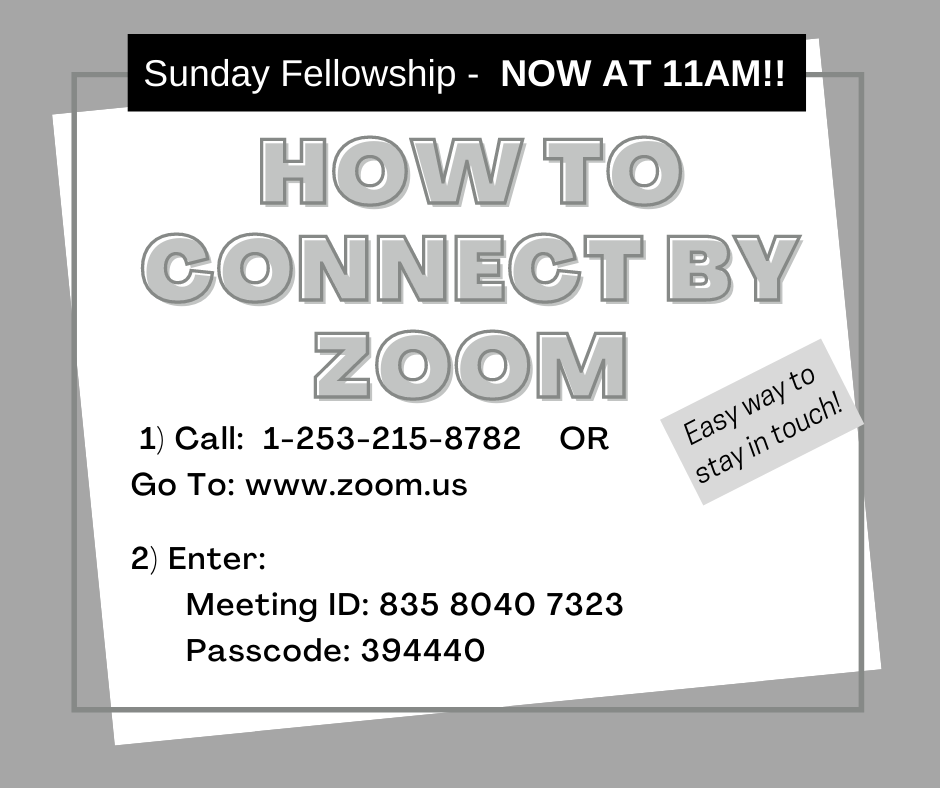 Sunday Fellowship - NOW AT 11AM!!
HOW TO
CONNECT BY
ZOOM
Easy way to
stay in touch!
1) Call: 1-253-215-8782 OR
Go To: www.zoom.us
2) Enter:
Meeting ID: 835 8040 7323
Passcode: 394440